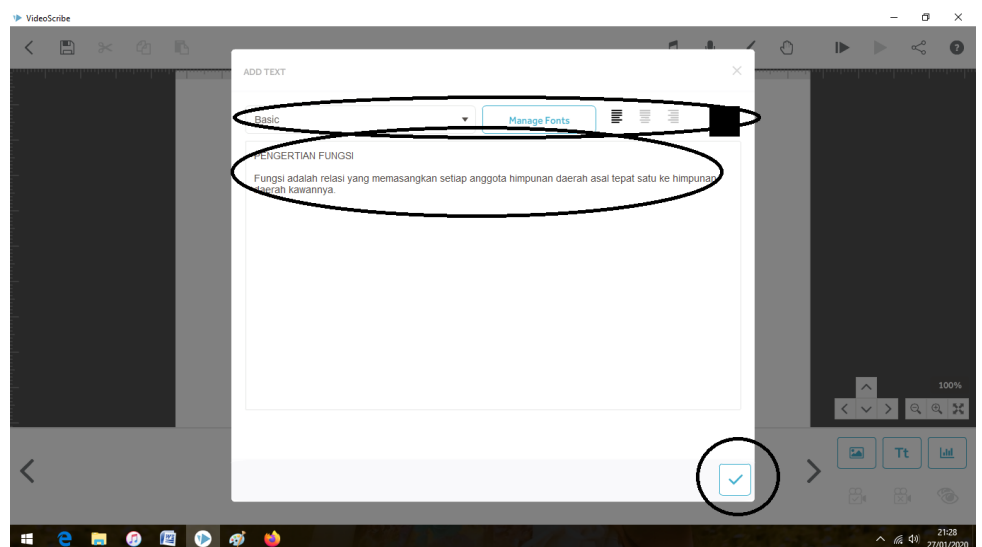 VideoScribe
ADD TEXT
Basic
Manage Fonts
PENGERTIAN FUNGSI
Fungsi adalah relasi yang memasangkan setiap anggota himpunan daerah asal tepat satu ke himpunan
daerah kawannya.
100%
Tt
21:28
27/01/2020